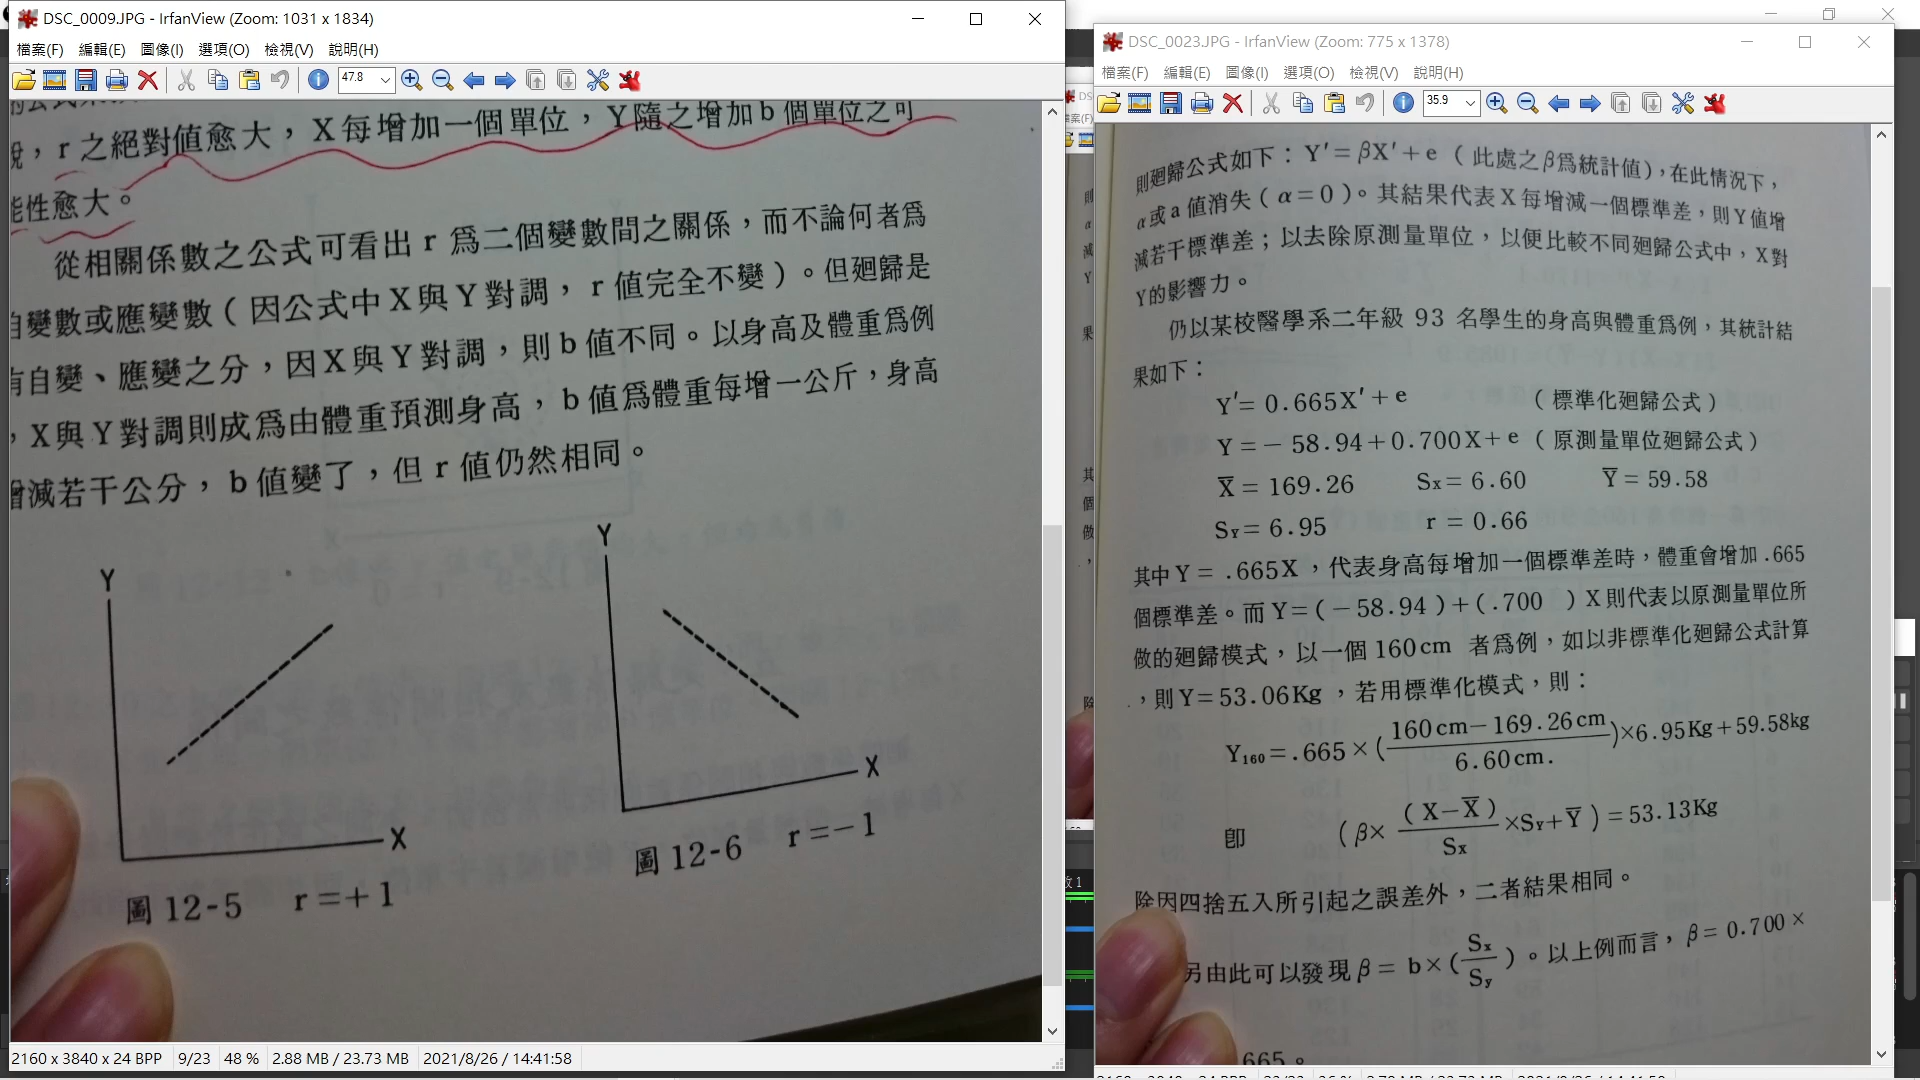 DSC_0009.JPG - IrfanView (Zoom: 1031 x 1834)
檔案(F) 編輯(E) 圖像(I) 選項(O) 檢視(V) 說明(H)
47.8
說，r 之絕對值愈大，X每增加一個單位，Y隨之增加b個單位之可
能性愈大。
從相關係數之公式可看出 r 爲二個變數間之關係，而不論何者爲
自變數或應變數（因公式中X與Y對調，r值完全不變）。但廻歸是
有自變、應變之分，因X與Y對調，則b值不同。以身高及體重爲例
，X與Y對調則成爲由體重預測身高，b值爲體重每增一公斤，身高
增減若干公分，b值變了，但 r 值仍然相同。
Y
X
圖 12-5 r =+1
Y
X
圖 12-6 r =-1
2160 x 3840 x 24 BPP 9/23 48 % 2.88 MB / 23.73 MB 2021/8/26 / 14:41:58
DSC_0023.JPG - IrfanView (Zoom: 775 x 1378)
檔案(F) 編輯(E) 圖像(I) 選項(O) 檢視(V) 說明(H)
35.9
則廻歸公式如下：Y′=βX′+e（此處之β爲統計值），在此情況下，
α或a值消失（α=0）。其結果代表X每增減一個標準差，則Y值增
減若干標準差；以去除原測量單位，以便比較不同廻歸公式中，X對
Y的影響力。
仍以某校醫學系二年級 93 名學生的身高與體重爲例，其統計結
果如下：
Y′= 0.665X′+e （標準化廻歸公式）
Y=-58.94+0.700X+e（原測量單位廻歸公式）
X̄ = 169.26 Sx= 6.60 Ȳ= 59.58
Sʏ= 6.95 r = 0.66
其中Y= .665X，代表身高每增加一個標準差時，體重會增加 .665
個標準差。而Y=(-58.94)+(.700 )X則代表以原測量單位所
做的廻歸模式，以一個160cm 者爲例，如以非標準化廻歸公式計算
，則Y=53.06Kg，若用標準化模式，則：
Y₁₆₀=.665×(160cm-169.26cm / 6.60cm.)×6.95Kg+59.58kg
卽 (β× (X-X̄) / Sx ×Sʏ+Ȳ)=53.13Kg
除因四捨五入所引起之誤差外，二者結果相同。
另由此可以發現β= b×(Sx / Sy)。以上例而言，β= 0.700 ×
665。